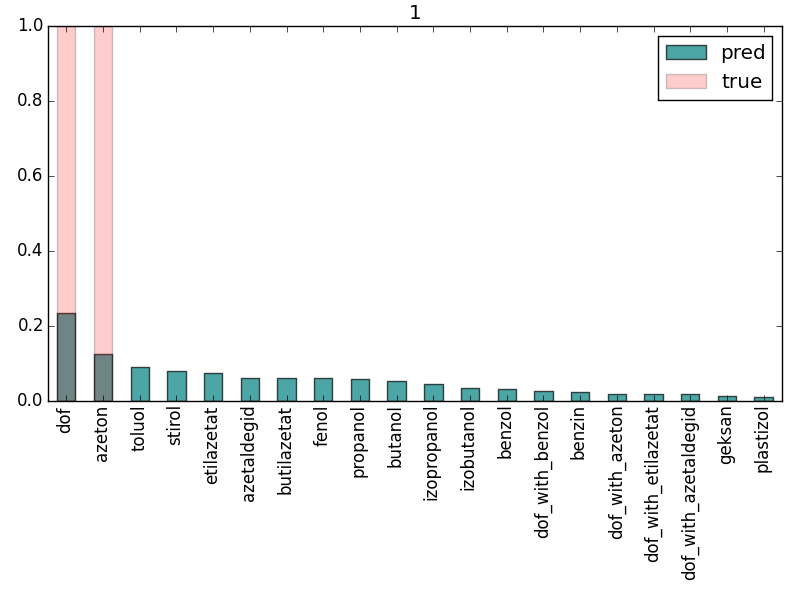 1
1.0
0.8
0.6
0.4
0.2
0.0
pred
true
dof
azeton
toluol
stirol
etilazetat
azetaldegid
butilazetat
fenol
propanol
butanol
izopropanol
izobutanol
benzol
dof_with_benzol
benzin
dof_with_azeton
dof_with_etilazetat
dof_with_azetaldegid
geksan
plastizol